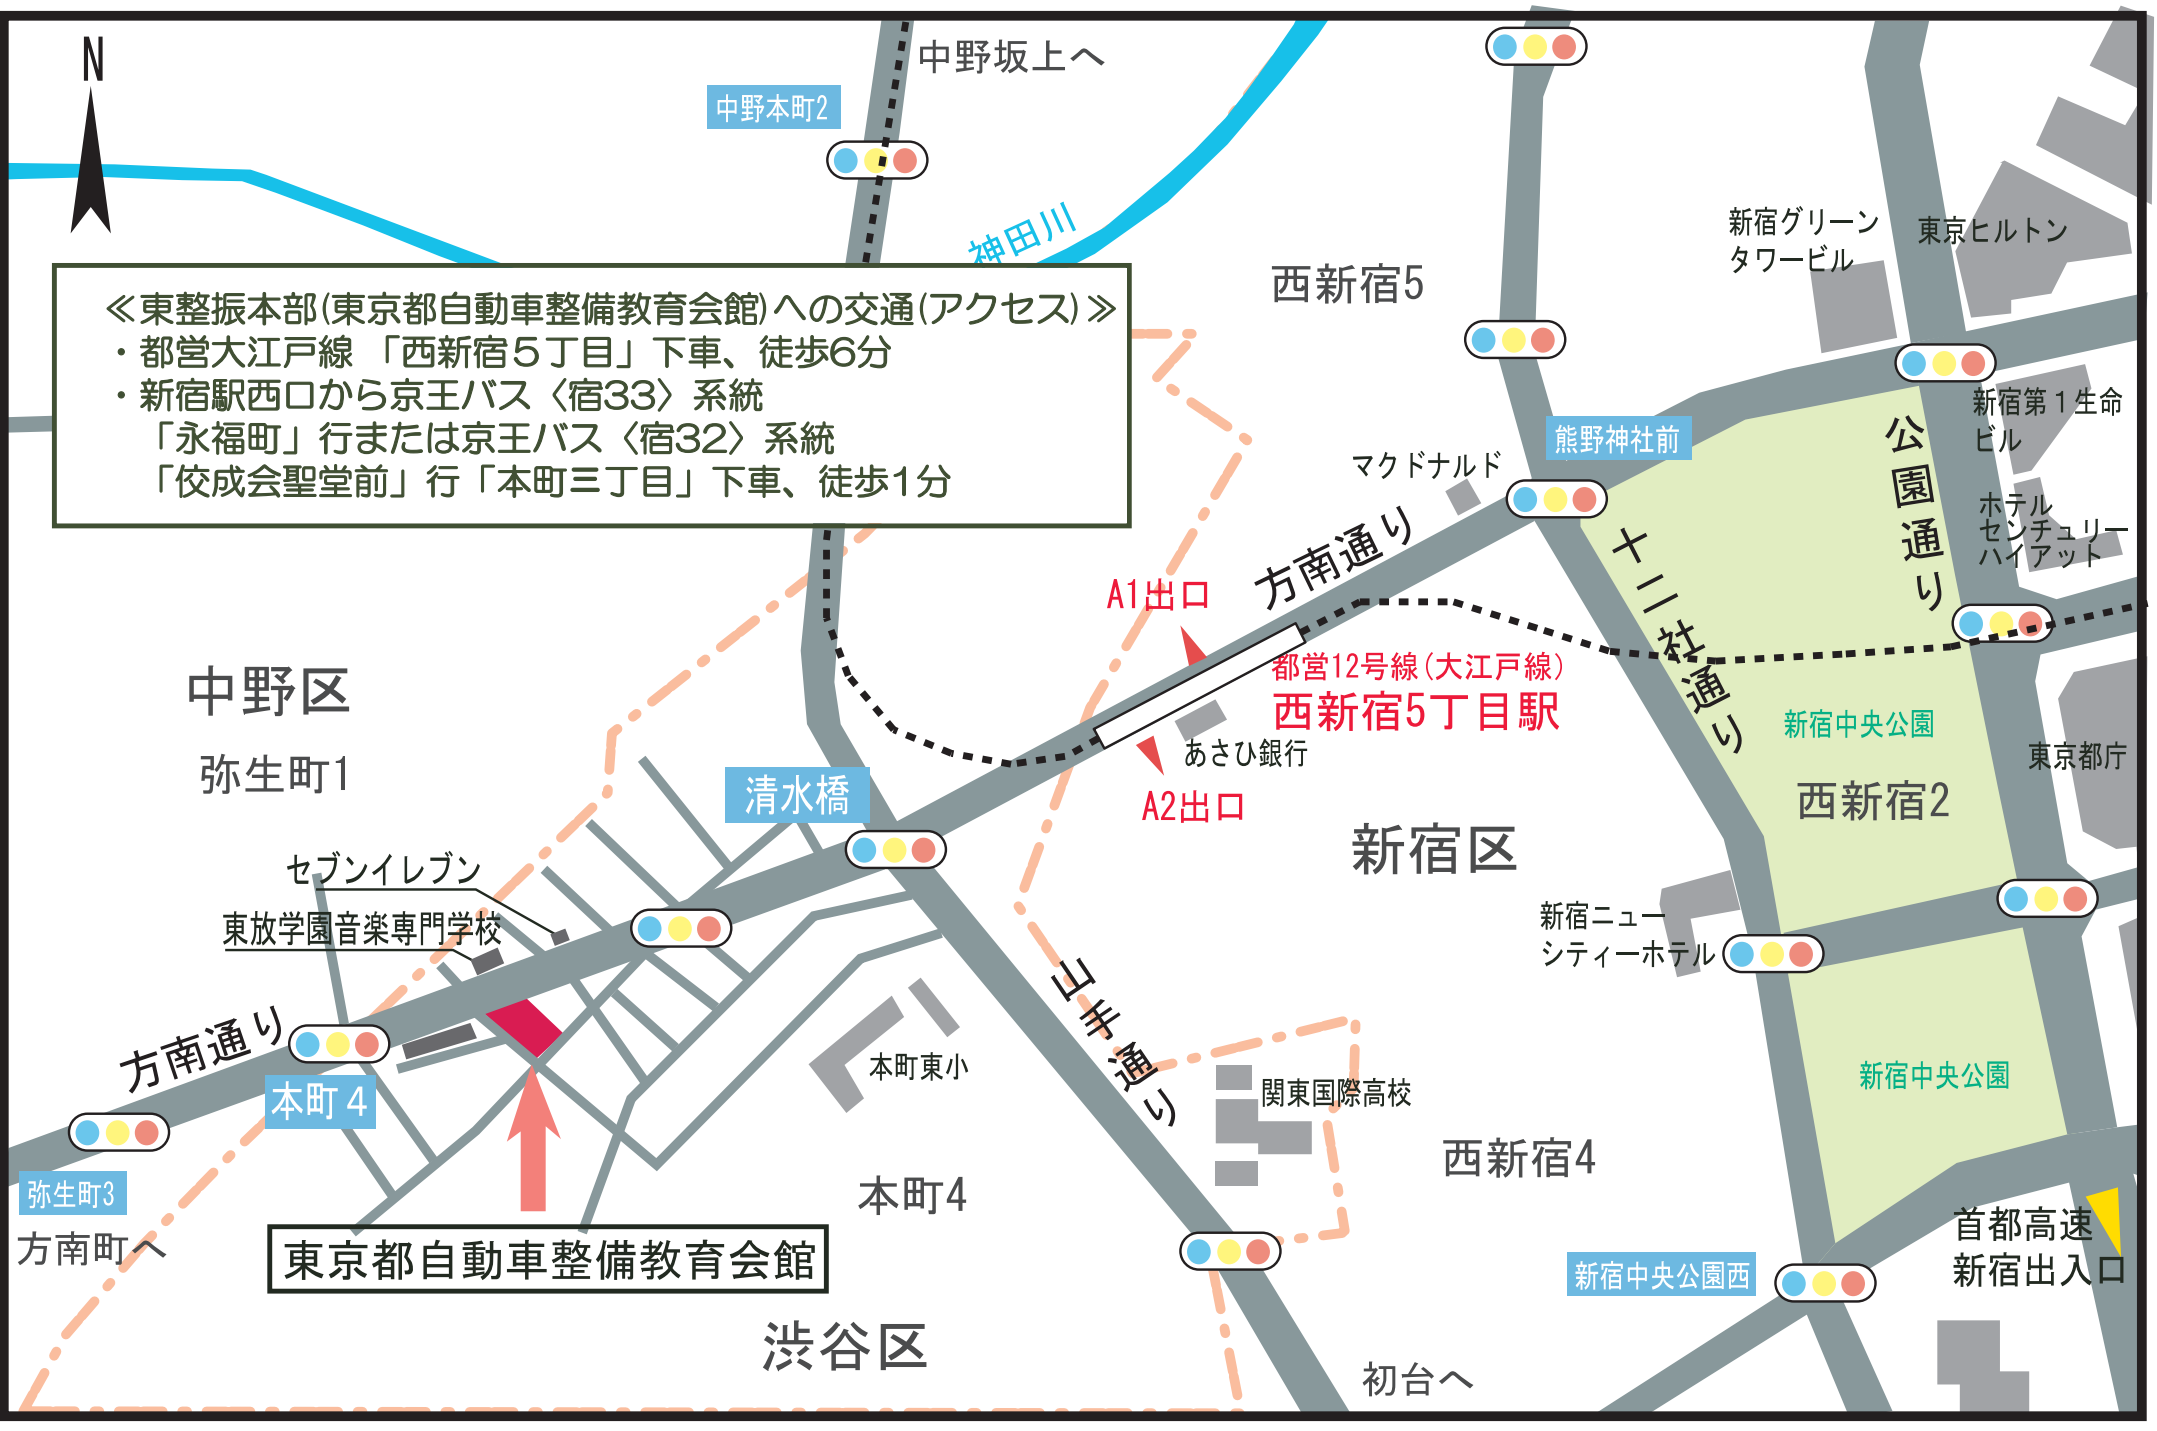 N
中野坂上へ
中野本町2
神田川
≪東整振本部(東京都自動車整備教育会館)への交通(アクセス)≫
・都営大江戸線 「西新宿５丁目」下車、徒歩6分
・新宿駅西口から京王バス〈宿33〉系統
「永福町」行または京王バス〈宿32〉系統
「佼成会聖堂前」行「本町三丁目」下車、徒歩1分
西新宿5
新宿グリーン
タワービル
東京ヒルトン
新宿第１生命
ビル
ホテル
センチュリー
ハイアット
熊野神社前
マクドナルド
方南通り
公園通り
十二社通り
A1出口
都営12号線(大江戸線)
西新宿5丁目駅
あさひ銀行
A2出口
新宿中央公園
西新宿2
東京都庁
中野区
弥生町1
清水橋
新宿区
セブンイレブン
東放学園音楽専門学校
新宿ニュー
シティーホテル
方南通り
本町４
山手通り
本町東小
関東国際高校
新宿中央公園
弥生町3
方南町へ
本町4
西新宿4
東京都自動車整備教育会館
首都高速
新宿出入口
新宿中央公園西
渋谷区
初台へ